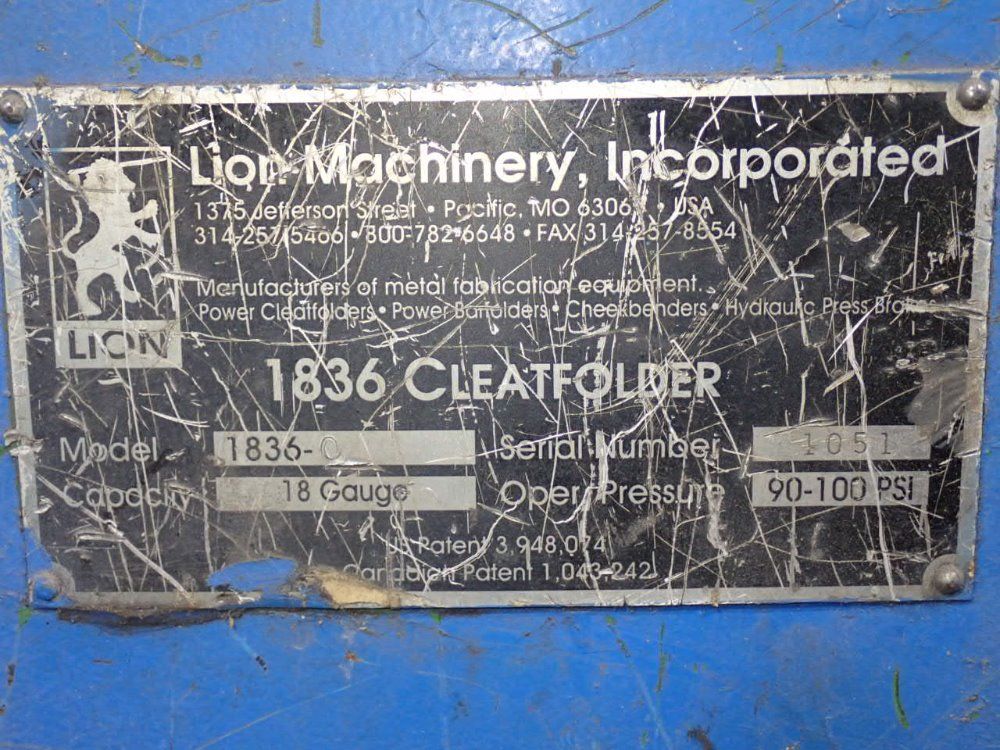 Lion Machinery, Incorporated
1375 Jefferson Street • Pacific, MO • USA
314-257-5466 • 800-782-6648 • FAX 314-257-8554
Manufacturers of metal fabrication equipment.
Power Cleatfolders • Power Barfolders • Cheekbenders • Hydraulic Press
LION
1836 CLEATFOLDER
Model 1836-0 Serial Number 1051
Capacity 18 Gauge Oper. Pressure 90-100 PSI
US Patent 3,948,074
Canadian Patent 1,043-242